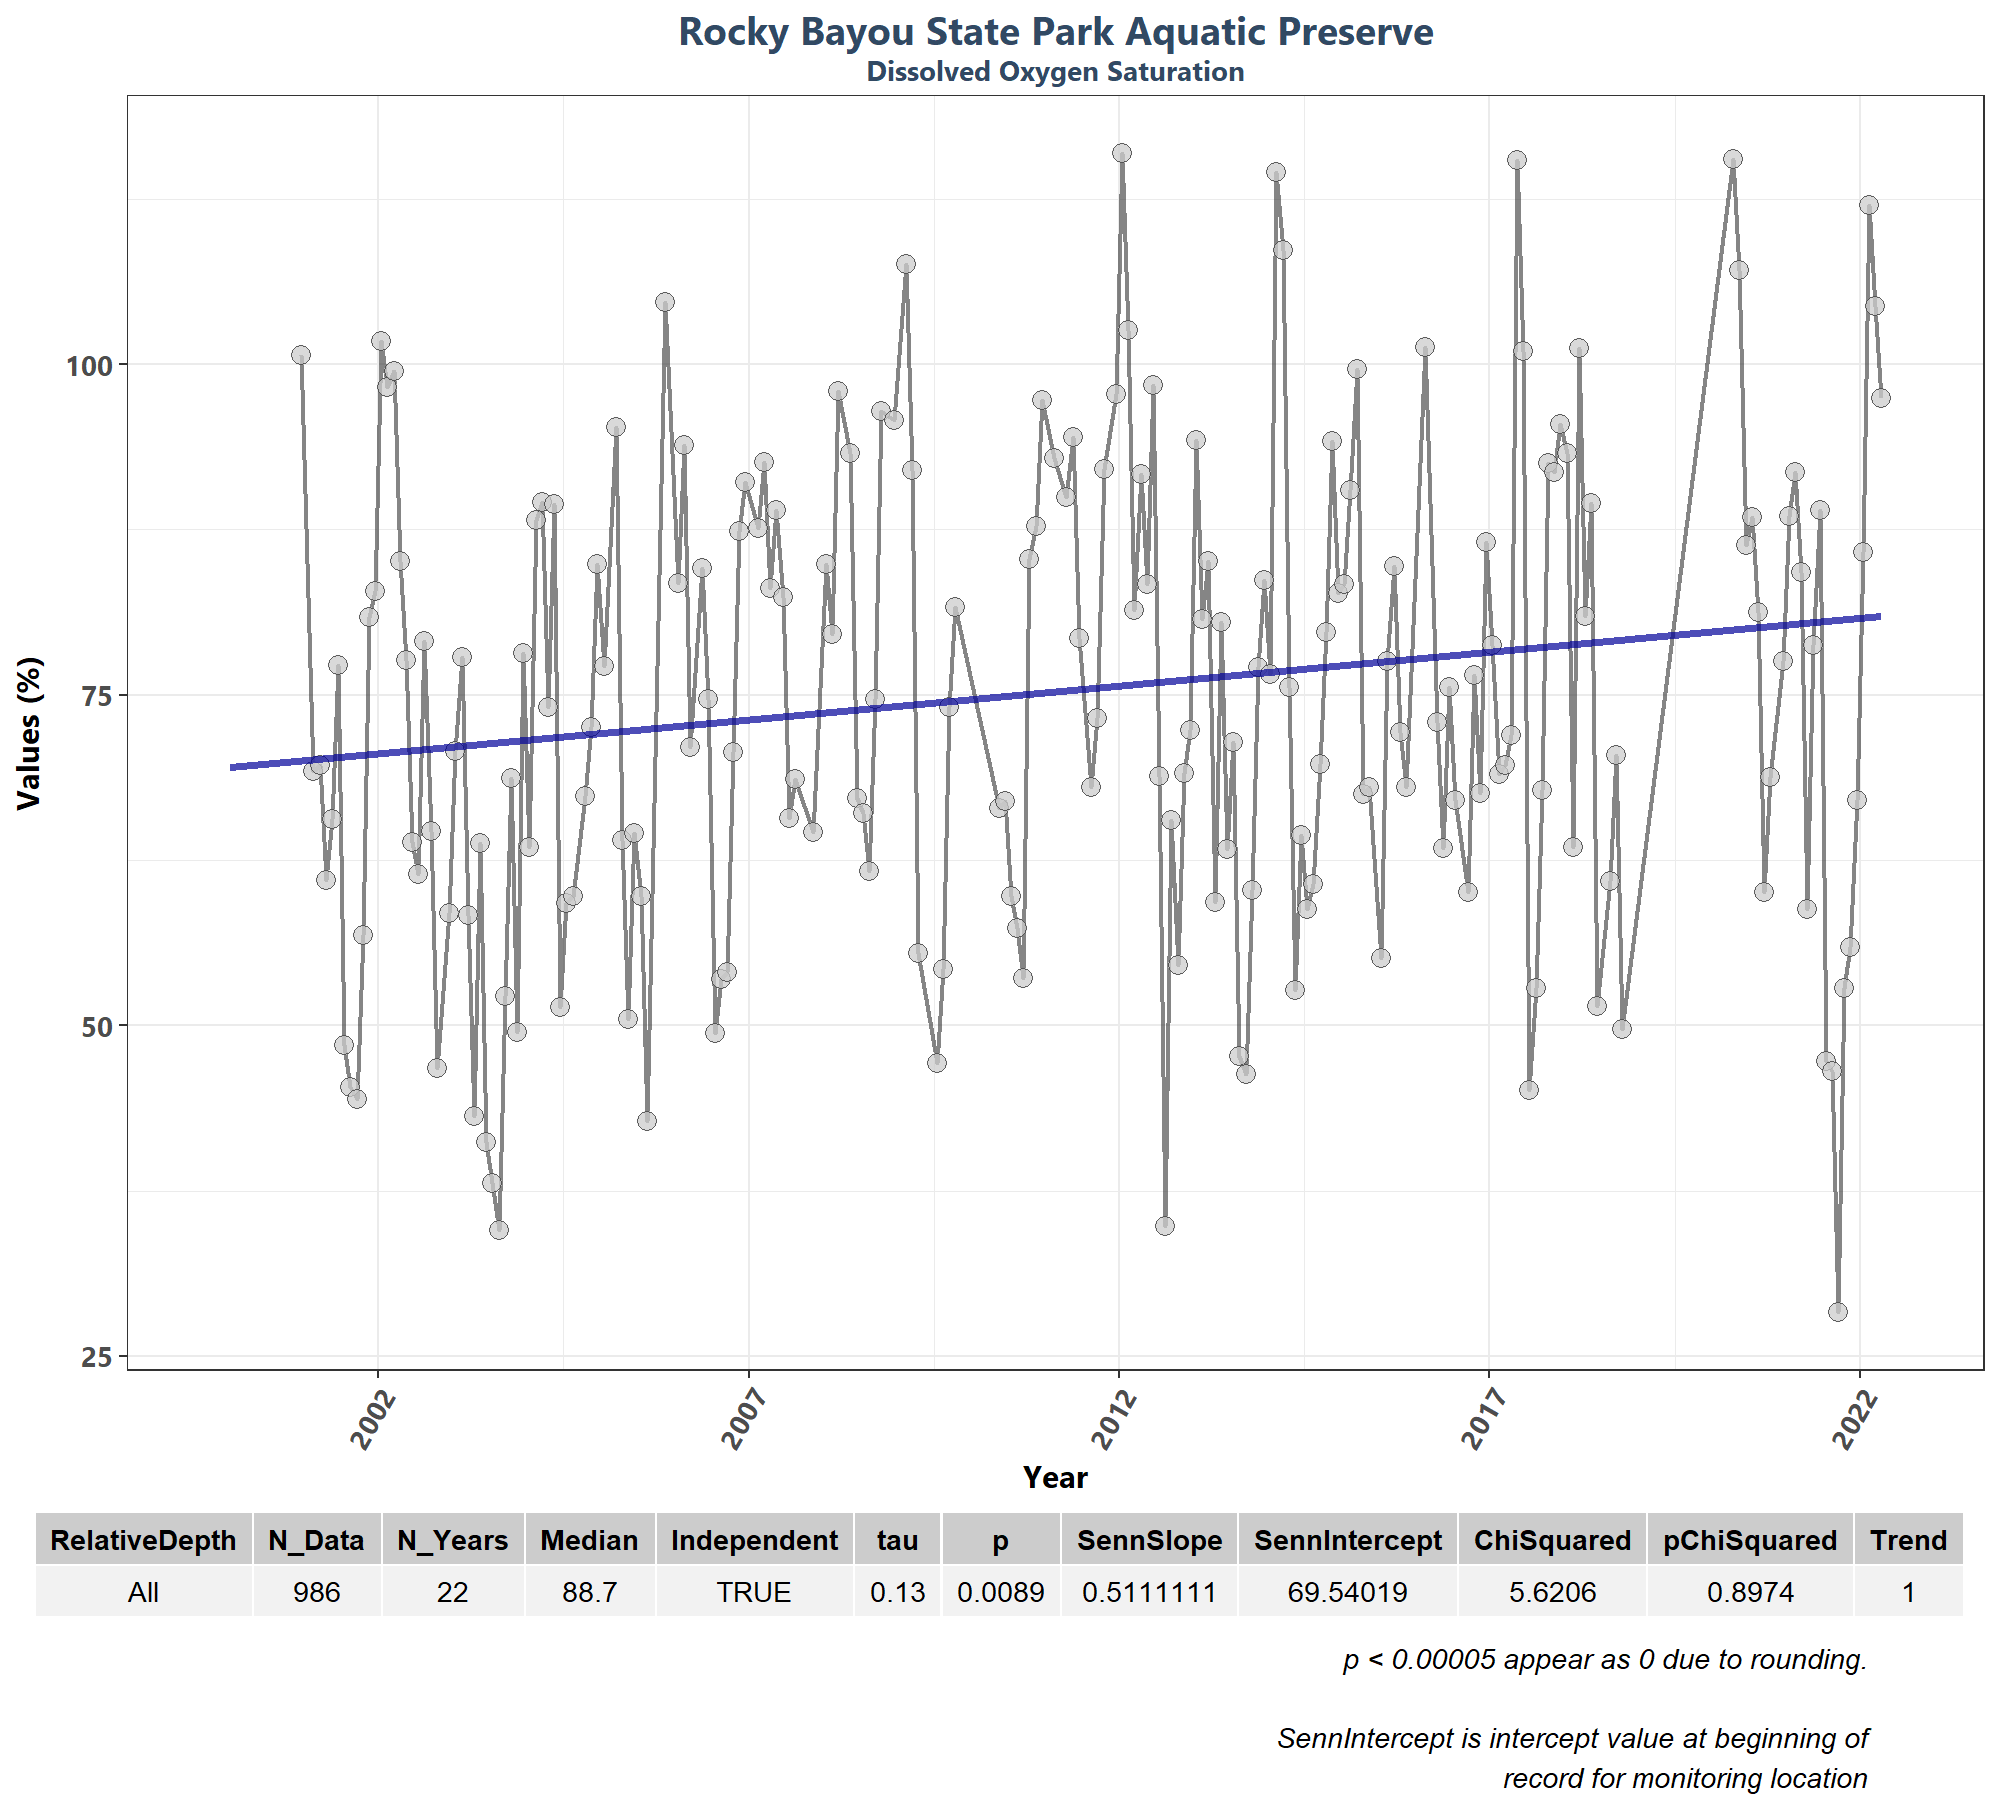 Rocky Bayou State Park Aquatic Preserve
Dissolved Oxygen Saturation
Values (%)
100
75
50
25
2002 2007 2012 2017 2022
Year
RelativeDepth N_Data N_Years Median Independent tau p SennSlope SennIntercept ChiSquared pChiSquared Trend
All 986 22 88.7 TRUE 0.13 0.0089 0.5111111 69.54019 5.6206 0.8974 1
p < 0.00005 appear as 0 due to rounding.
SennIntercept is intercept value at beginning of
record for monitoring location